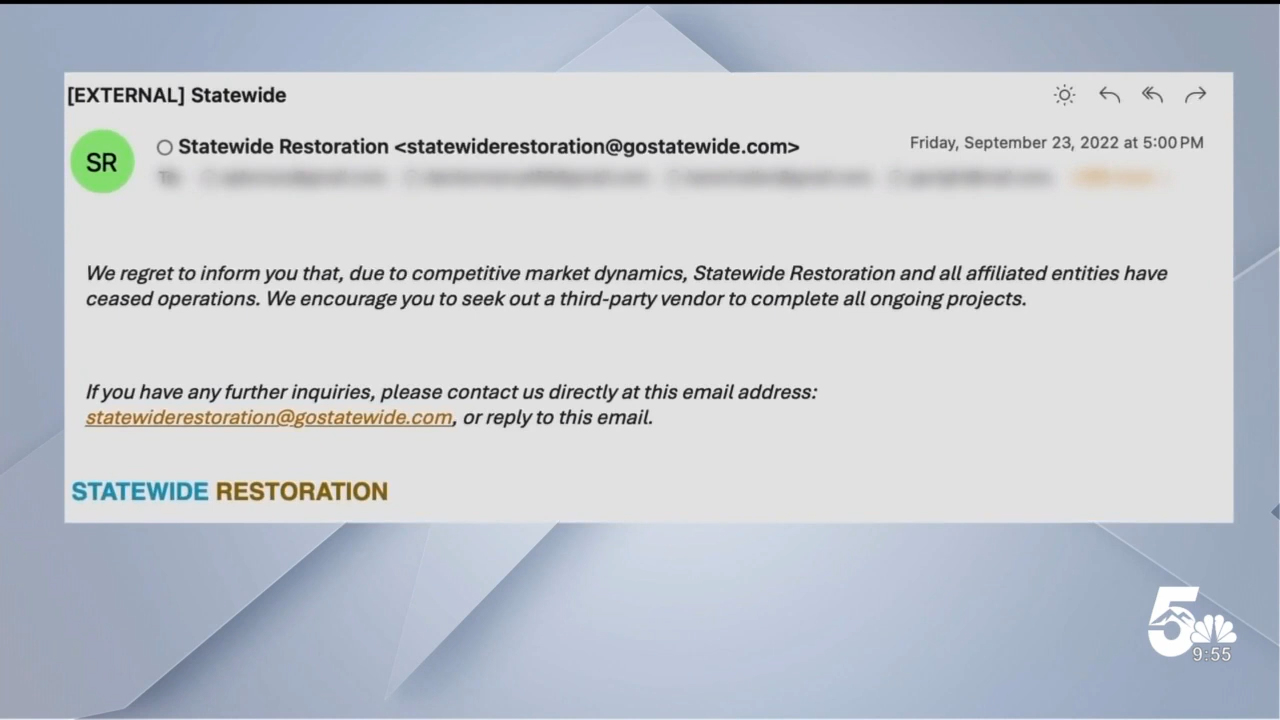 [EXTERNAL] Statewide
SR
Statewide Restoration <statewiderestoration@gostatewide.com>
Friday, September 23, 2022 at 5:00 PM
We regret to inform you that, due to competitive market dynamics, Statewide Restoration and all affiliated entities have
ceased operations. We encourage you to seek out a third-party vendor to complete all ongoing projects.
If you have any further inquiries, please contact us directly at this email address:
statewiderestoration@gostatewide.com, or reply to this email.
STATEWIDE RESTORATION
5
9:55